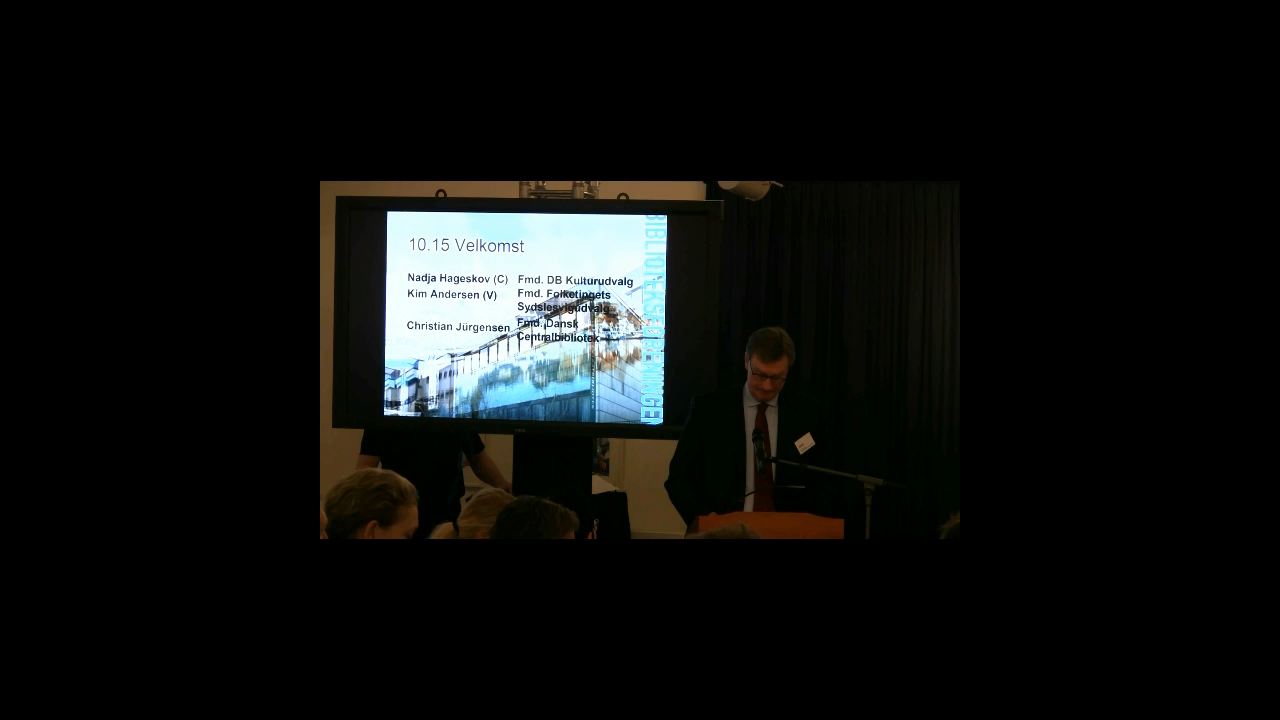 10.15 Velkomst
Nadja Hageskov (C) Fmd. DB Kulturudvalg
Kim Andersen (V) Fmd. Folketingets
Sydslesvigudvalg
Christian Jürgensen Fmd. Dansk
Centralbibliotek
BIBLIOTEKSFORENINGEN